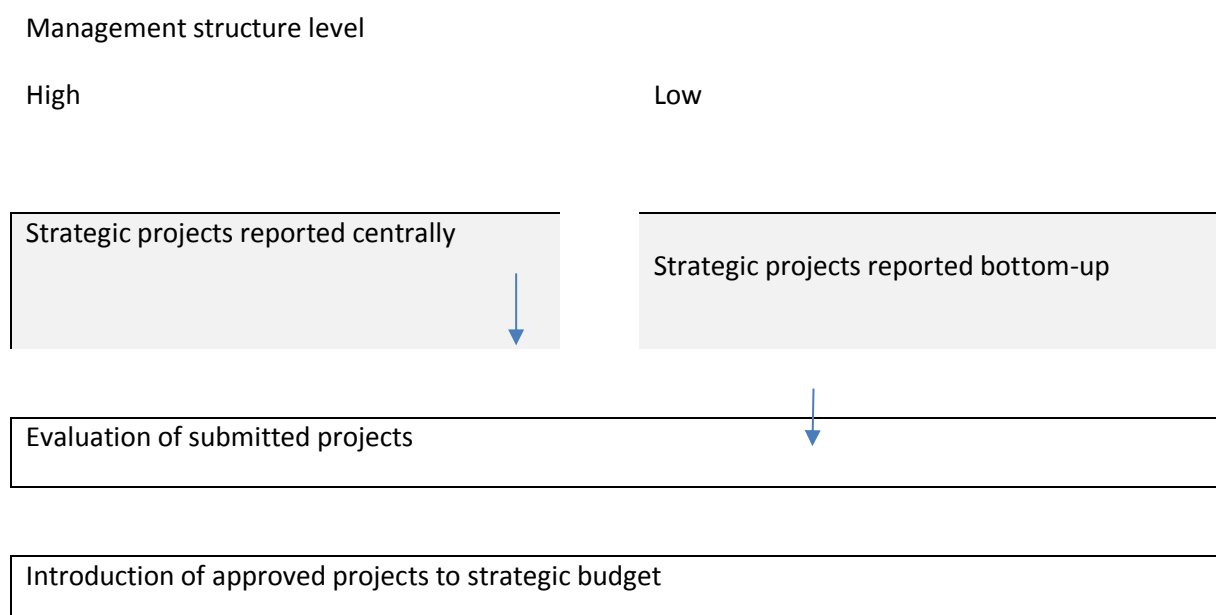 Management structure level
High
Low
Strategic projects reported centrally
Strategic projects reported bottom-up
Evaluation of submitted projects
Introduction of approved projects to strategic budget